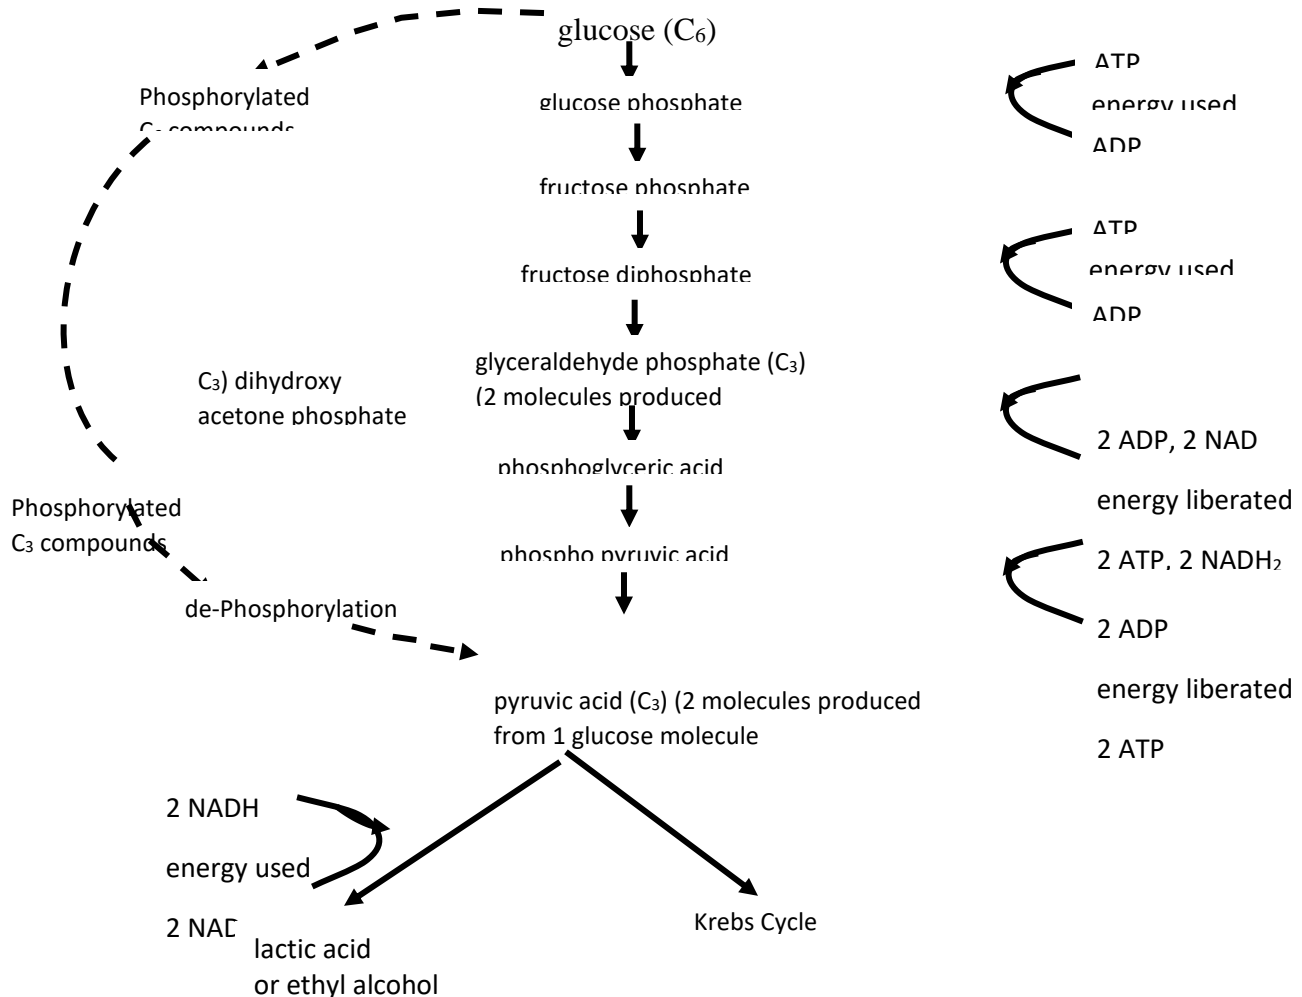 glucose (C₆)
Phosphorylated
compounds
glucose phosphate
fructose phosphate
fructose diphosphate
glyceraldehyde phosphate (C₃)
(2 molecules produced
C₃) dihydroxy
acetone phosphate
phosphoglyceric acid
Phosphorylated
C₃ compounds
phospho pyruvic acid
de-Phosphorylation
pyruvic acid (C₃) (2 molecules produced
from 1 glucose molecule
2 NADH
energy used
2 NAD
lactic acid
or ethyl alcohol
Krebs Cycle
ATP
energy used
ADP
ATP
energy used
ADP
2 ADP, 2 NAD
energy liberated
2 ATP, 2 NADH₂
2 ADP
energy liberated
2 ATP